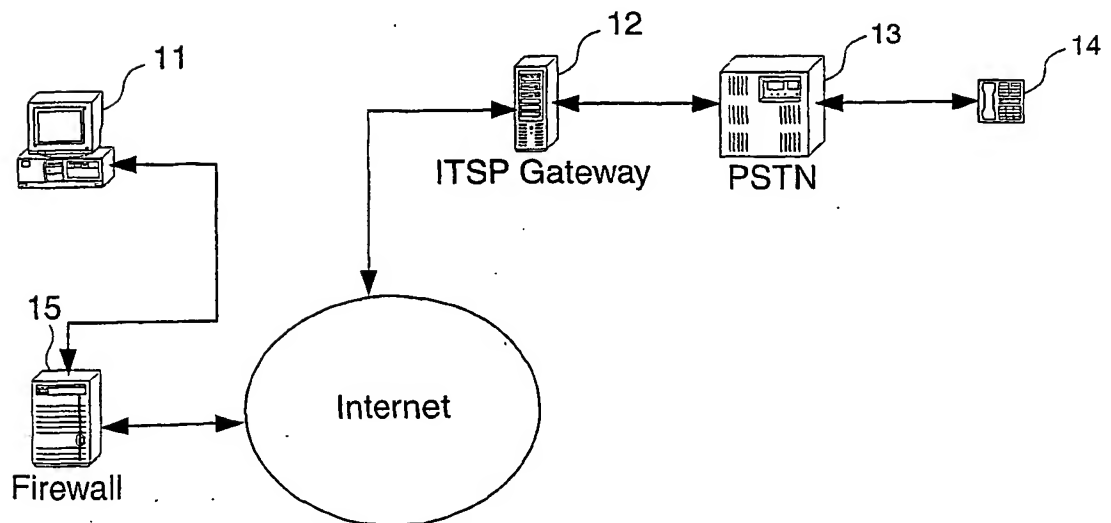 11
12
13
14
ITSP Gateway
PSTN
15
Internet
Firewall